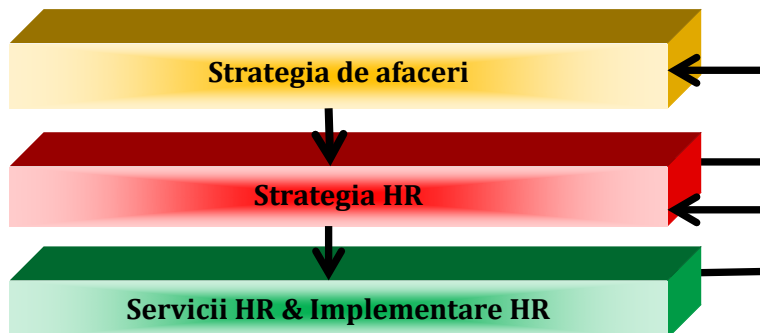 Strategia de afaceri
Strategia HR
Servicii HR & Implementare HR